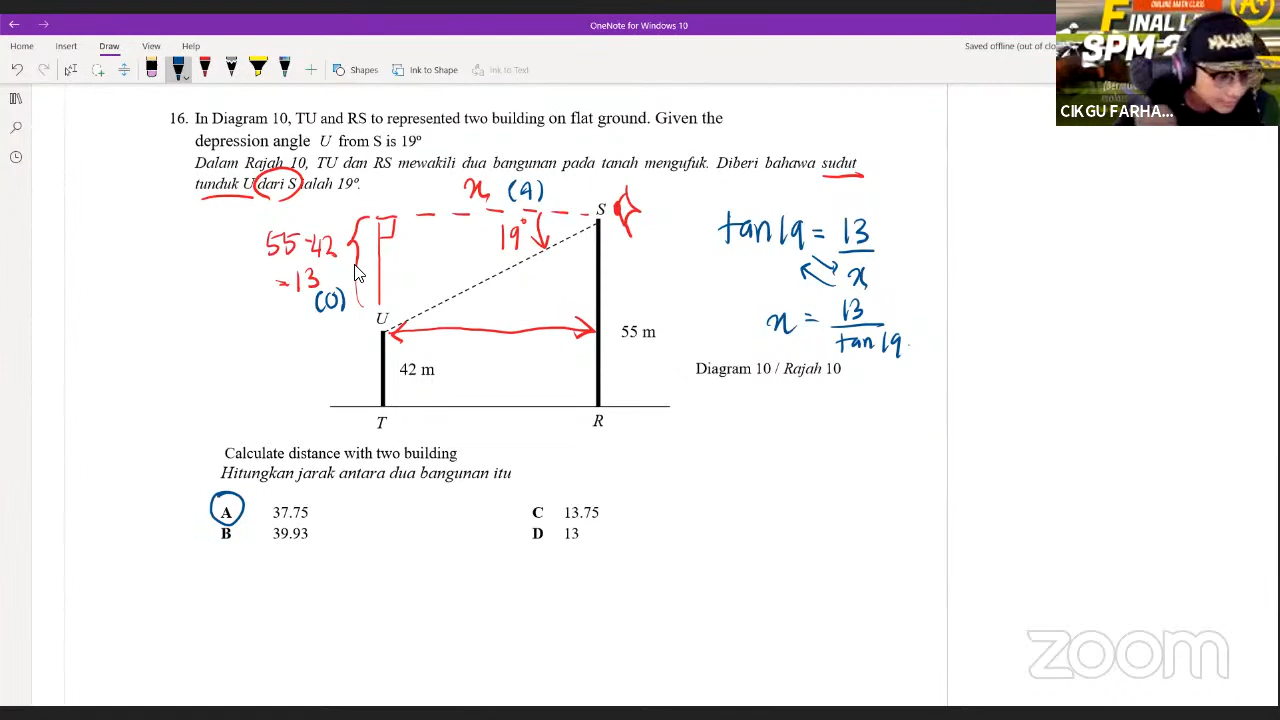 OneNote for Windows 10
Home Insert Draw View Help
Saved offline (out of
Shapes Ink to Shape Ink to Text
ONLINE MATH CLASS
FINAL
SPM
A+
CIKGU FARHA...
16. In Diagram 10, TU and RS to represented two building on flat ground. Given the
depression angle U from S is 19º
Dalam Rajah 10, TU dan RS mewakili dua bangunan pada tanah mengufuk. Diberi bahawa sudut
tunduk U dari S ialah 19º.
x (A)
S
19°
55-42
=13
(O)
U
tan 19 = 13
x
x = 13
tan 19
55 m
42 m
Diagram 10 / Rajah 10
T R
Calculate distance with two building
Hitungkan jarak antara dua bangunan itu
A 37.75 C 13.75
B 39.93 D 13
zoom